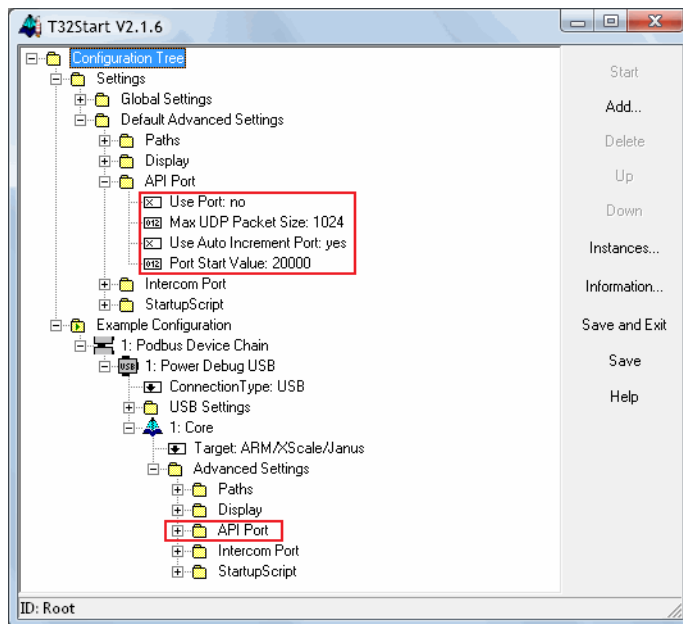 T32Start V2.1.6
Configuration Tree
Settings
Global Settings
Default Advanced Settings
Paths
Display
API Port
Use Port: no
Max UDP Packet Size: 1024
Use Auto Increment Port: yes
Port Start Value: 20000
Intercom Port
StartupScript
Example Configuration
1: Podbus Device Chain
1: Power Debug USB
ConnectionType: USB
USB Settings
1: Core
Target: ARM/XScale/Janus
Advanced Settings
Paths
Display
API Port
Intercom Port
StartupScript
Start
Add...
Delete
Up
Down
Instances...
Information...
Save and Exit
Save
Help
ID: Root